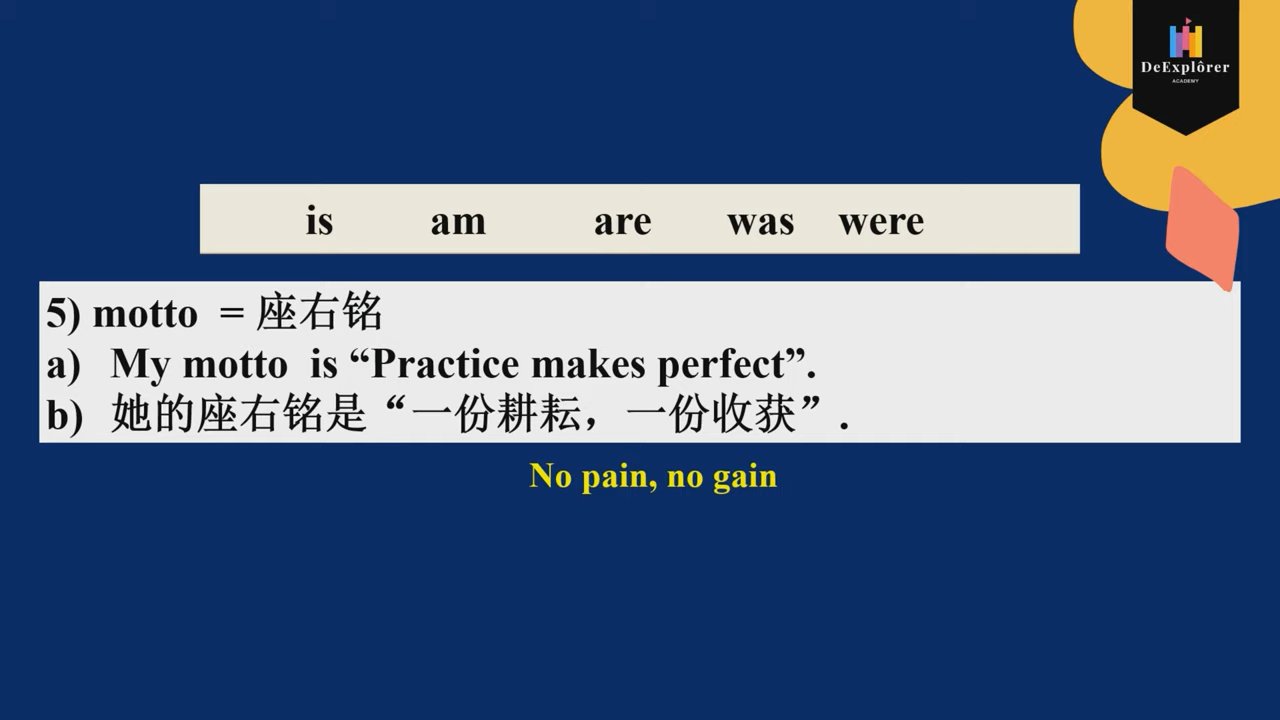 DeExplôrer
ACADEMY
is am are was were
5) motto = 座右铭
a) My motto is “Practice makes perfect”.
b) 她的座右铭是“一份耕耘，一份收获”.
No pain, no gain